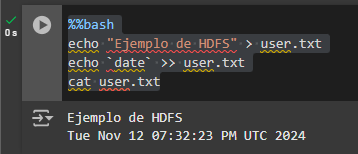 0s
%%bash
echo "Ejemplo de HDFS" > user.txt
echo `date` >> user.txt
cat user.txt
Ejemplo de HDFS
Tue Nov 12 07:32:23 PM UTC 2024